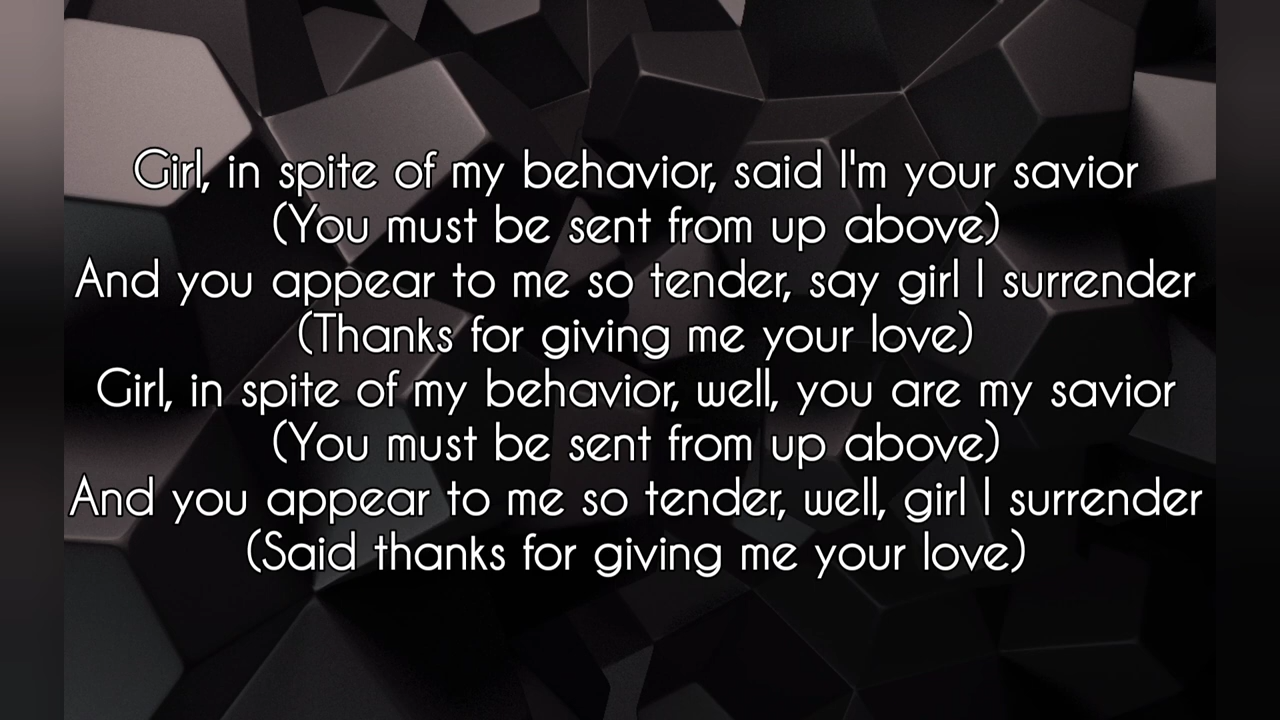 Girl, in spite of my behavior, said I'm your savior
(You must be sent from up above)
And you appear to me so tender, say girl I surrender
(Thanks for giving me your love)
Girl, in spite of my behavior, well, you are my savior
(You must be sent from up above)
And you appear to me so tender, well, girl I surrender
(Said thanks for giving me your love)